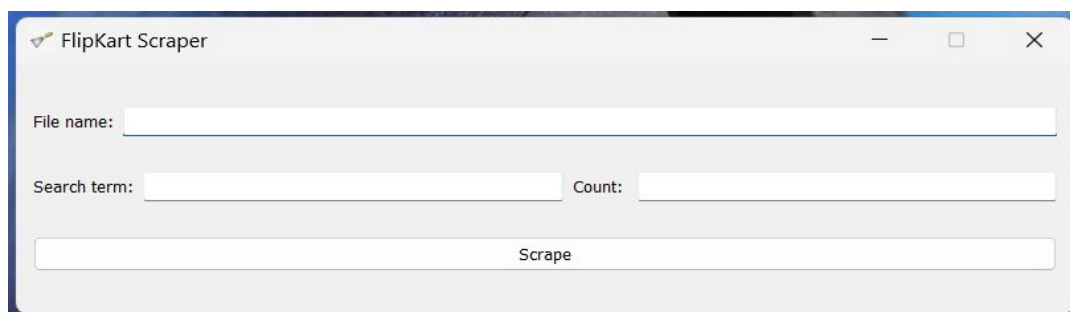 FlipKart Scraper
File name:
Search term: Count:
Scrape